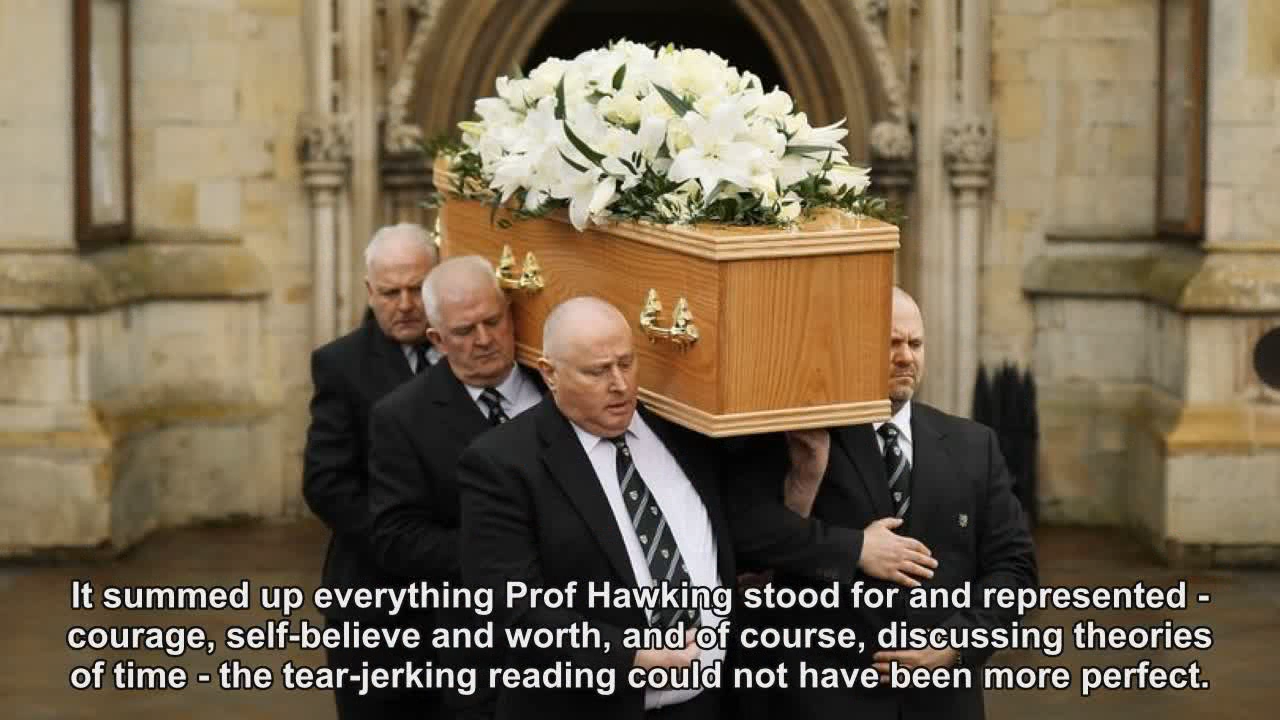 It summed up everything Prof Hawking stood for and represented -
courage, self-believe and worth, and of course, discussing theories
of time - the tear-jerking reading could not have been more perfect.